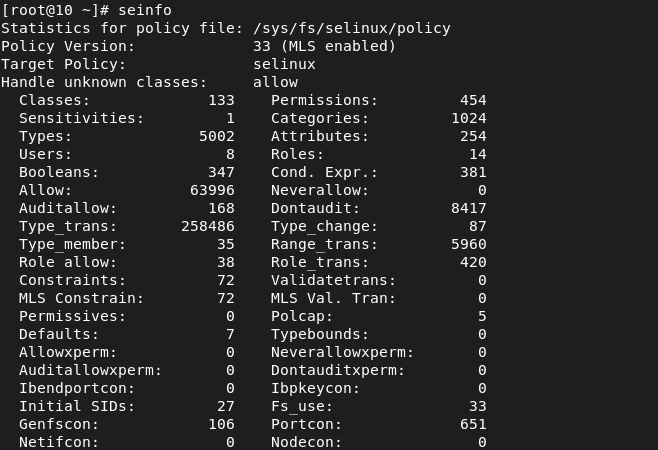 [root@10 ~]# seinfo
Statistics for policy file: /sys/fs/selinux/policy
Policy Version:             33 (MLS enabled)
Target Policy:              selinux
Handle unknown classes:     allow
  Classes:             133    Permissions:         454
  Sensitivities:         1    Categories:         1024
  Types:              5002    Attributes:          254
  Users:                 8    Roles:                14
  Booleans:            347    Cond. Expr.:         381
  Allow:             63996    Neverallow:            0
  Auditallow:          168    Dontaudit:          8417
  Type_trans:       258486    Type_change:          87
  Type_member:          35    Range_trans:        5960
  Role allow:           38    Role_trans:          420
  Constraints:          72    Validatetrans:         0
  MLS Constrain:        72    MLS Val. Tran:         0
  Permissives:           0    Polcap:                5
  Defaults:              7    Typebounds:            0
  Allowxperm:            0    Neverallowxperm:       0
  Auditallowxperm:       0    Dontauditxperm:        0
  Ibendportcon:          0    Ibpkeycon:             0
  Initial SIDs:         27    Fs_use:               33
  Genfscon:            106    Portcon:             651
  Netifcon:              0    Nodecon:               0